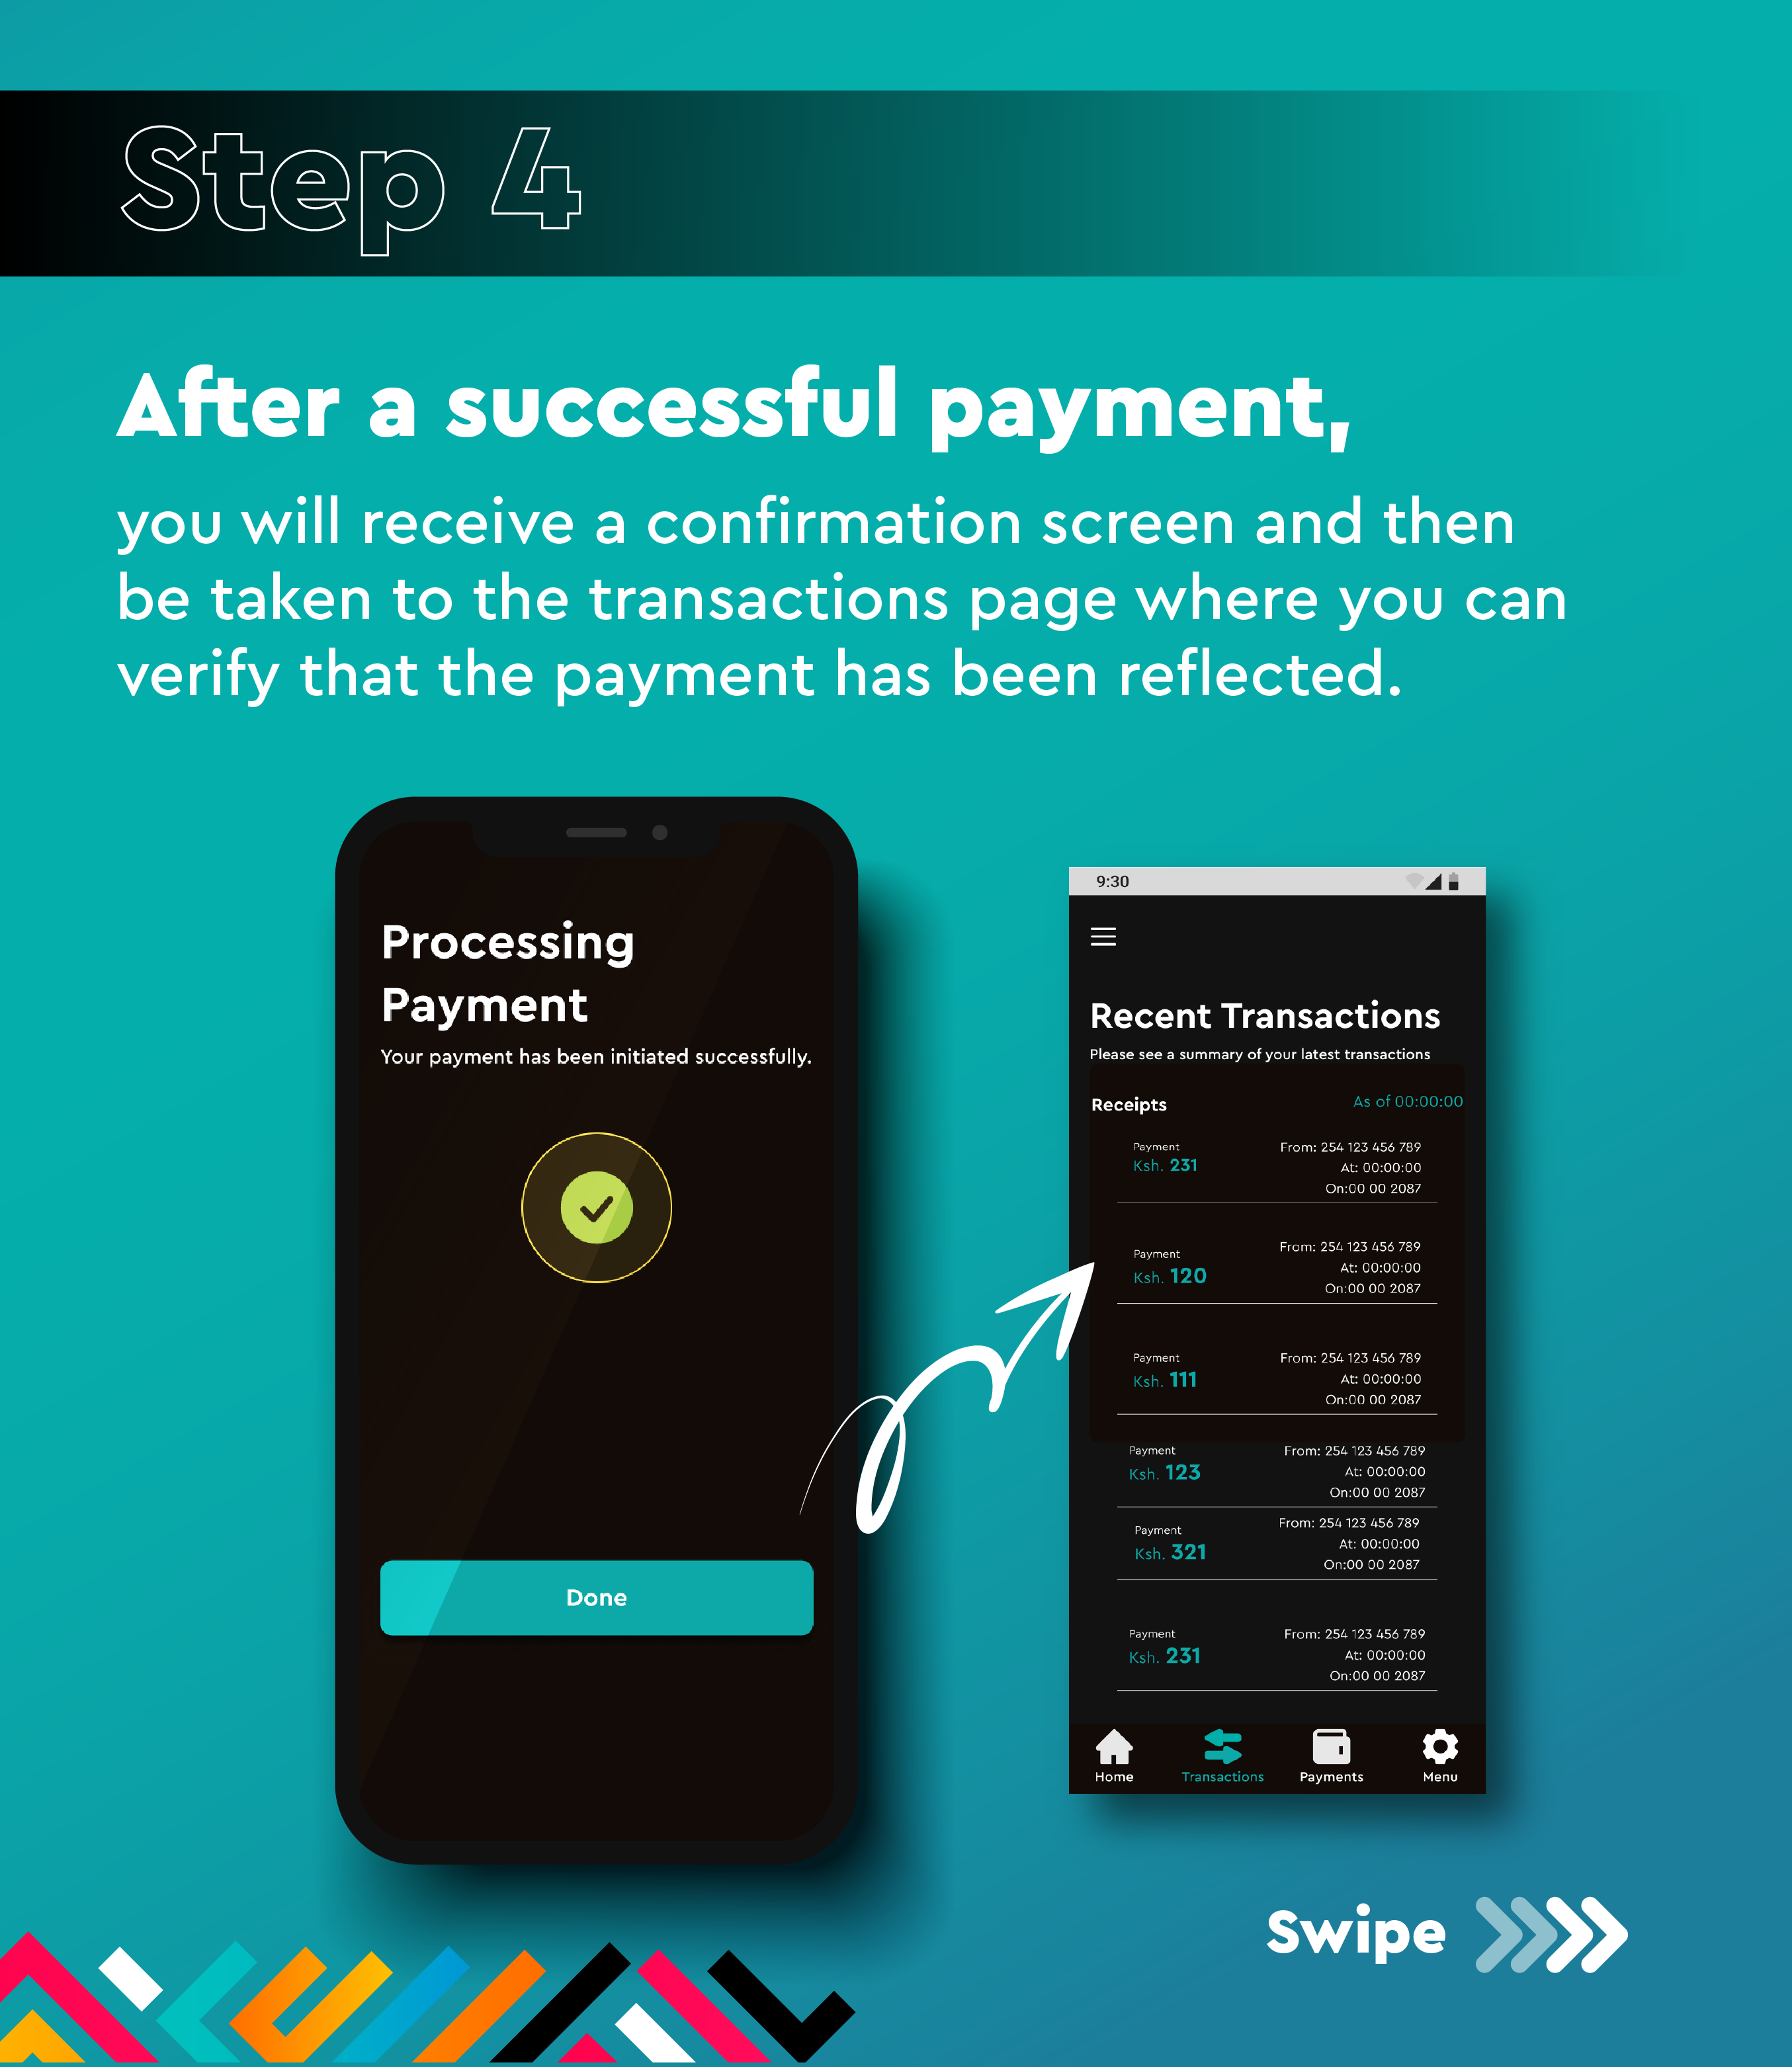 Step 4
After a successful payment,
you will receive a confirmation screen and then
be taken to the transactions page where you can
verify that the payment has been reflected.
Processing
Payment
Your payment has been initiated successfully.
Done
9:30
Recent Transactions
Please see a summary of your latest transactions
Receipts
As of 00:00:00
Payment
Ksh. 231
From: 254 123 456 789
At: 00:00:00
On:00 00 2087
Payment
Ksh. 120
From: 254 123 456 789
At: 00:00:00
On:00 00 2087
Payment
Ksh. 111
From: 254 123 456 789
At: 00:00:00
On:00 00 2087
Payment
Ksh. 123
From: 254 123 456 789
At: 00:00:00
On:00 00 2087
Payment
Ksh. 321
From: 254 123 456 789
At: 00:00:00
On:00 00 2087
Payment
Ksh. 231
From: 254 123 456 789
At: 00:00:00
On:00 00 2087
Home
Transactions
Payments
Menu
Swipe